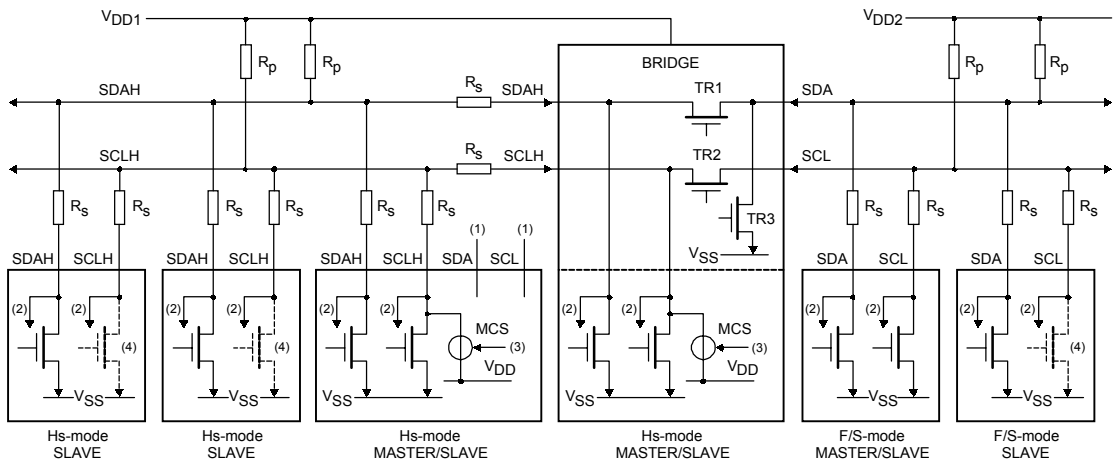 VDD1
VDD2
Rp
Rp
BRIDGE
Rp
Rp
SDAH
Rs
SDAH
TR1
SDA
SCLH
Rs
SCLH
TR2
SCL
Rs
Rs
Rs
Rs
Rs
Rs
(1)
(1)
TR3
VSS
Rs
Rs
Rs
Rs
SDAH
SCLH
SDAH
SCLH
SDAH
SCLH
SDA
SCL
SDA
SCL
SDA
SCL
(2)
(2)
(4)
VSS
(2)
(2)
(4)
VSS
(2)
(2)
MCS
(3)
VDD
VSS
(2)
(2)
MCS
(3)
VDD
VSS
(2)
(2)
VSS
(2)
(2)
(4)
VSS
Hs-mode
SLAVE
Hs-mode
SLAVE
Hs-mode
MASTER/SLAVE
Hs-mode
MASTER/SLAVE
F/S-mode
MASTER/SLAVE
F/S-mode
SLAVE